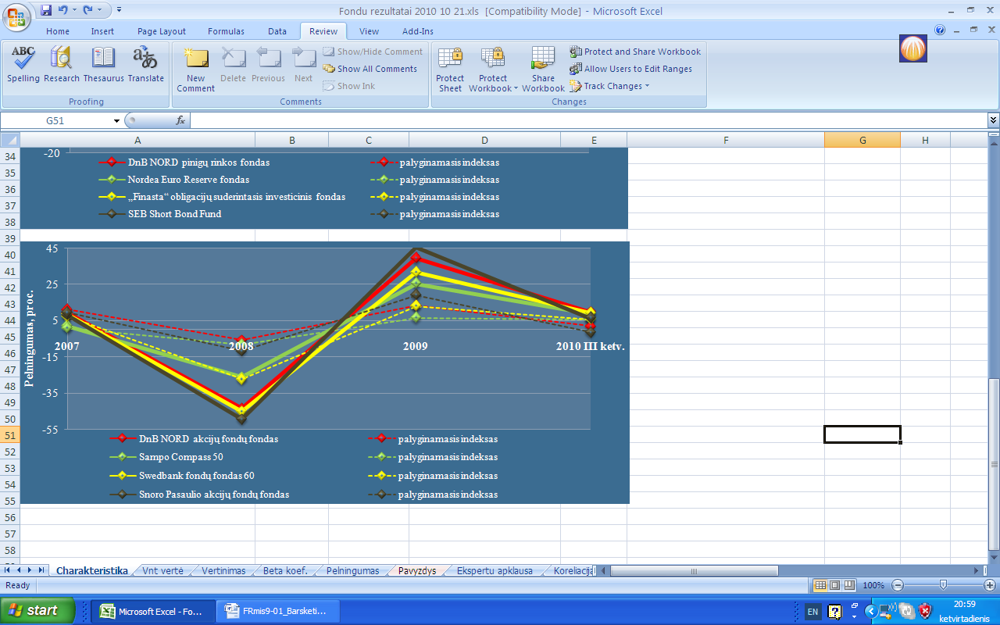 Fondu rezultatai 2010 10 21.xls [Compatibility Mode] - Microsoft Excel
Home Insert Page Layout Formulas Data Review View Add-Ins
ABC
Spelling Research Thesaurus Translate
New Comment Delete Previous Next
Show/Hide Comment
Show All Comments
Show Ink
Protect Sheet Protect Workbook Share Workbook
Protect and Share Workbook
Allow Users to Edit Ranges
Track Changes
Proofing Comments Changes
G51 fx
A B C D E F G H
34
35
36
37
38
39
40
41
42
43
44
45
46
47
48
49
50
51
52
53
54
55
56
57
58
-20
DnB NORD pinigų rinkos fondas palyginamasis indeksas
Nordea Euro Reserve fondas palyginamasis indeksas
„Finasta“ obligacijų suderintasis investicinis fondas palyginamasis indeksas
SEB Short Bond Fund palyginamasis indeksas
Pelningumas, proc.
45
25
5
-15
-35
-55
2007 2008 2009 2010 III ketv.
DnB NORD akcijų fondų fondas palyginamasis indeksas
Sampo Compass 50 palyginamasis indeksas
Swedbank fondų fondas 60 palyginamasis indeksas
Snoro Pasaulio akcijų fondų fondas palyginamasis indeksas
Charakteristika Vnt vertė Vertinimas Beta koef. Pelningumas Pavyzdys Ekspertu apklausa Koreliacija
Ready 100%
start Microsoft Excel - Fo... FRmis9-01_Barsketi... EN 20:59
ketvirtadienis